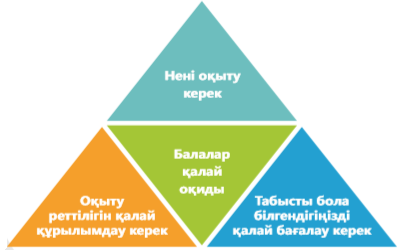 Нені оқыту
керек
Балалар
қалай
оқиды
Оқыту
реттілігін қалай
құрылымдау керек
Табысты бола
білгендігіңізді
қалай бағалау керек